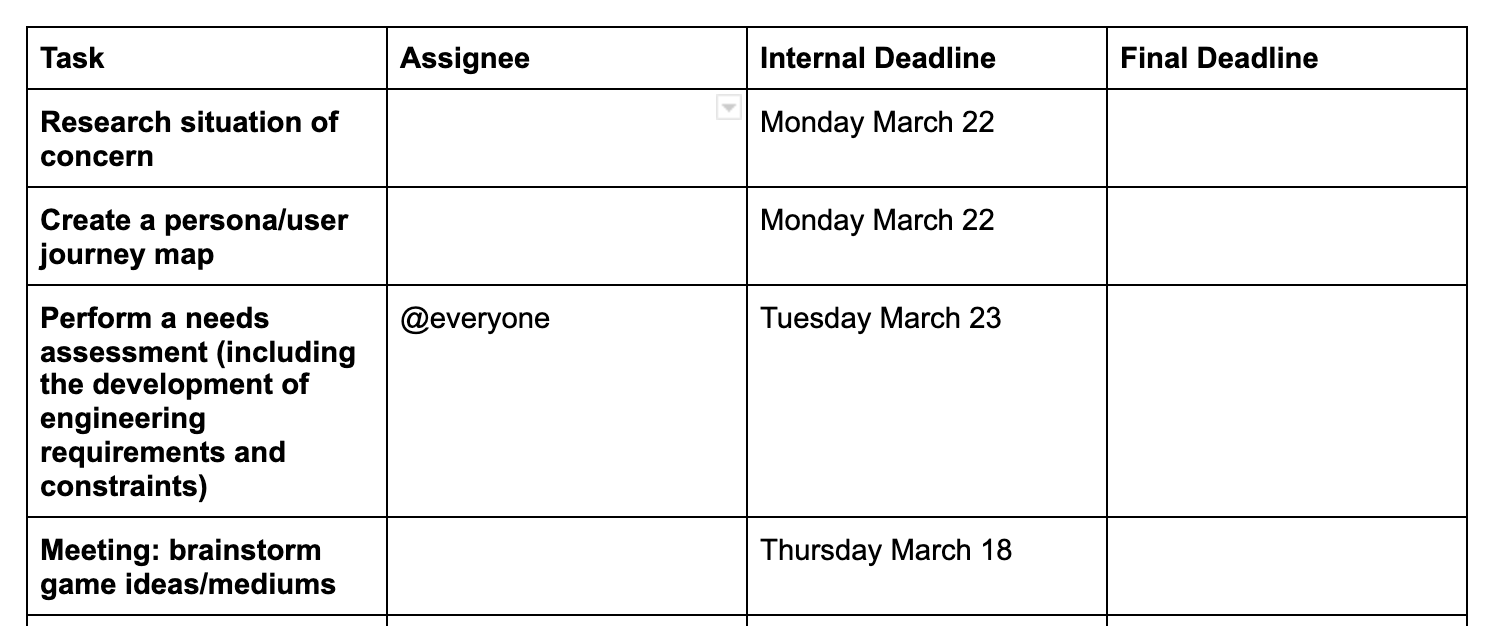 Task Assignee Internal Deadline Final Deadline
Research situation of Monday March 22
concern
Create a persona/user Monday March 22
journey map
Perform a needs @everyone Tuesday March 23
assessment (including
the development of
engineering
requirements and
constraints)
Meeting: brainstorm Thursday March 18
game ideas/mediums